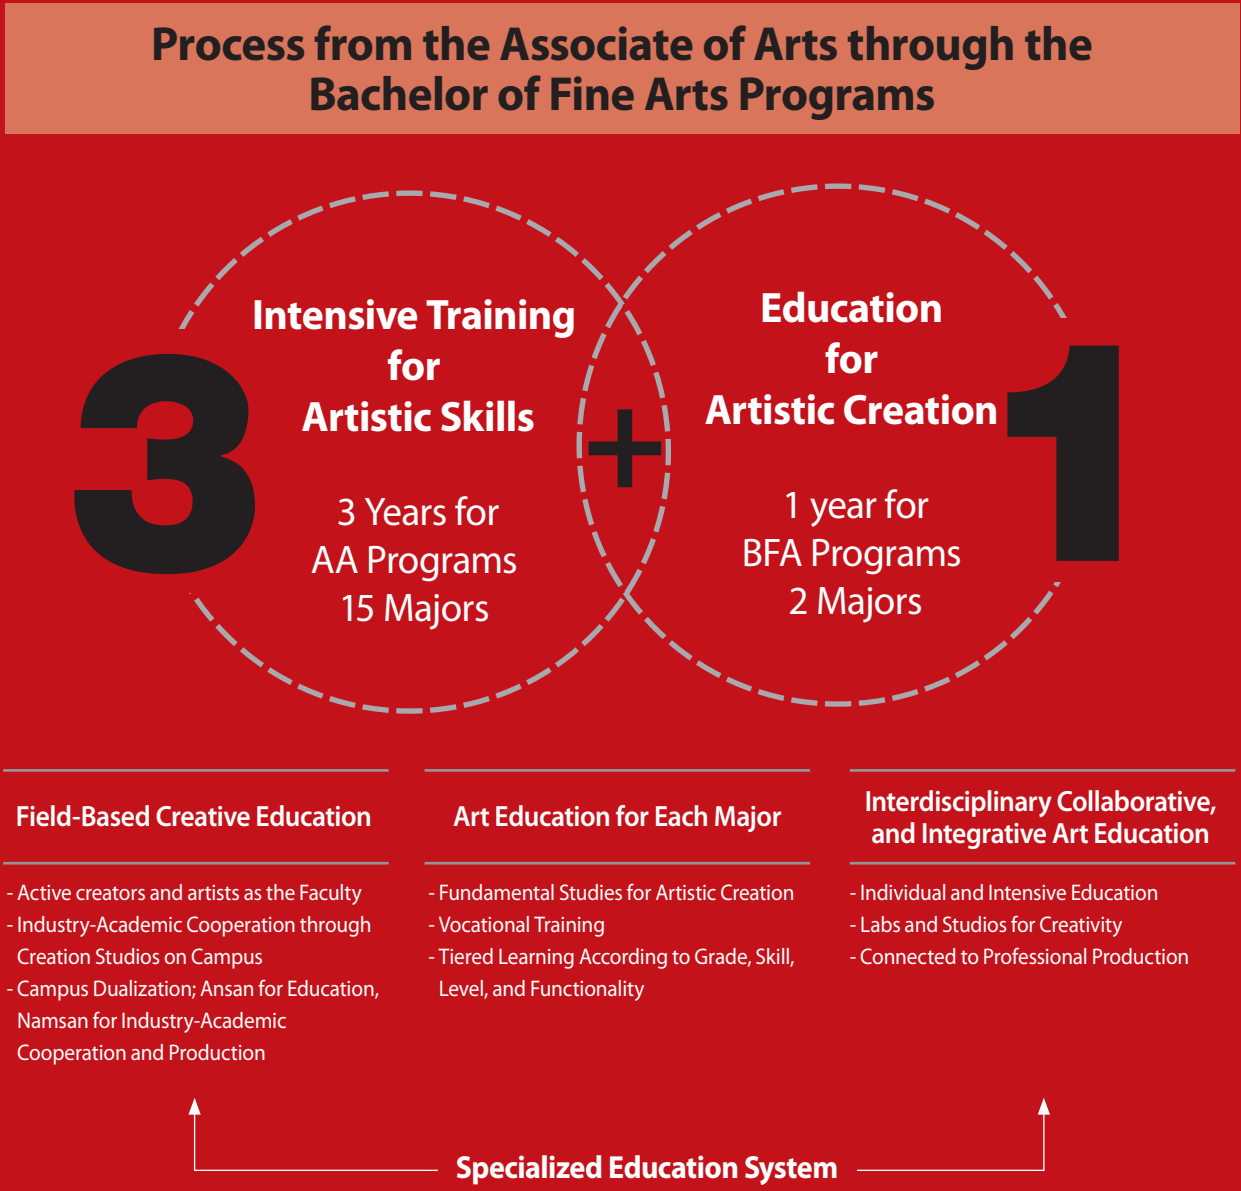 Process from the Associate of Arts through the
Bachelor of Fine Arts Programs
3
Intensive Training
for
Artistic Skills
3 Years for
AA Programs
15 Majors
+
Education
for
Artistic Creation
1 year for
BFA Programs
2 Majors
1
Field-Based Creative Education
- Active creators and artists as the Faculty
- Industry-Academic Cooperation through
Creation Studios on Campus
- Campus Dualization; Ansan for Education,
Namsan for Industry-Academic
Cooperation and Production
Art Education for Each Major
- Fundamental Studies for Artistic Creation
- Vocational Training
- Tiered Learning According to Grade, Skill,
Level, and Functionality
Interdisciplinary Collaborative,
and Integrative Art Education
- Individual and Intensive Education
- Labs and Studios for Creativity
- Connected to Professional Production
Specialized Education System